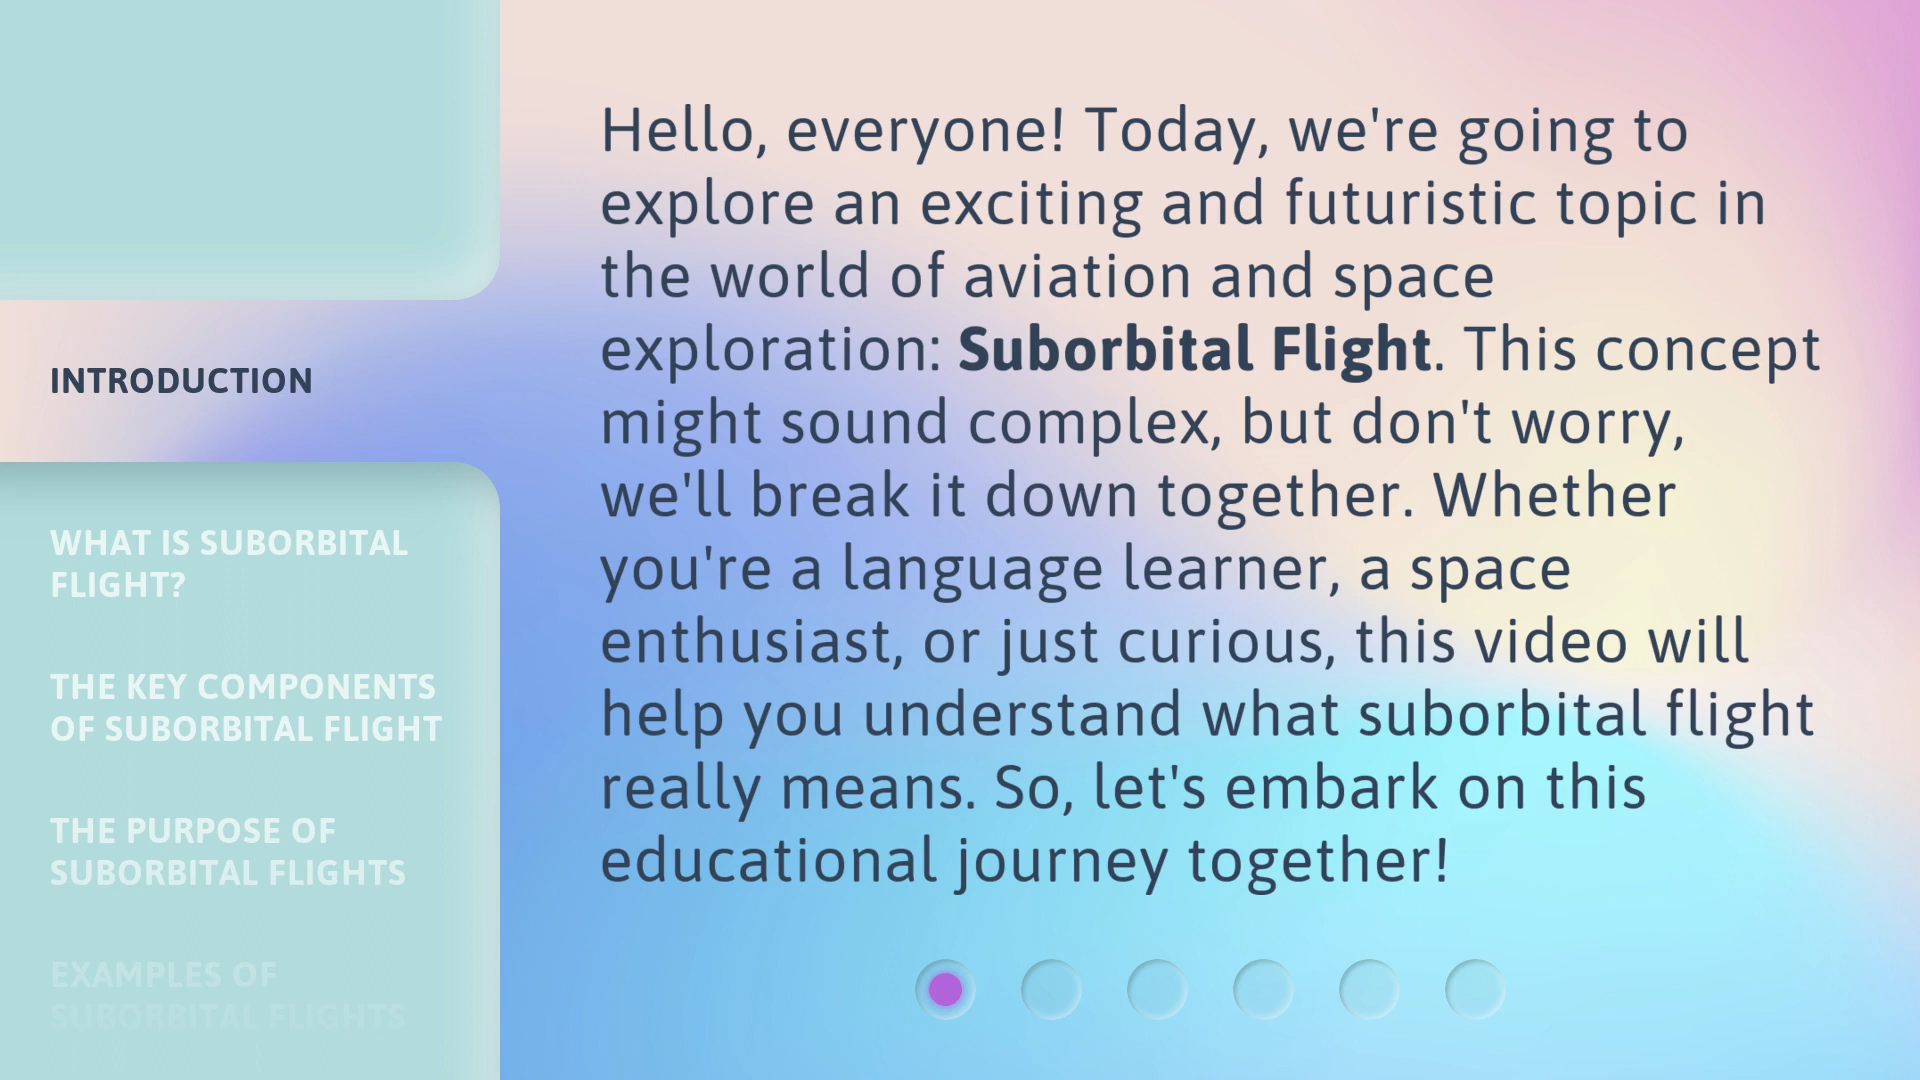 INTRODUCTION
WHAT IS SUBORBITAL
FLIGHT?
THE KEY COMPONENTS
OF SUBORBITAL FLIGHT
THE PURPOSE OF
SUBORBITAL FLIGHTS
EXAMPLES OF
SUBORBITAL FLIGHTS
Hello, everyone! Today, we're going to
explore an exciting and futuristic topic in
the world of aviation and space
exploration: Suborbital Flight. This concept
might sound complex, but don't worry,
we'll break it down together. Whether
you're a language learner, a space
enthusiast, or just curious, this video will
help you understand what suborbital flight
really means. So, let's embark on this
educational journey together!